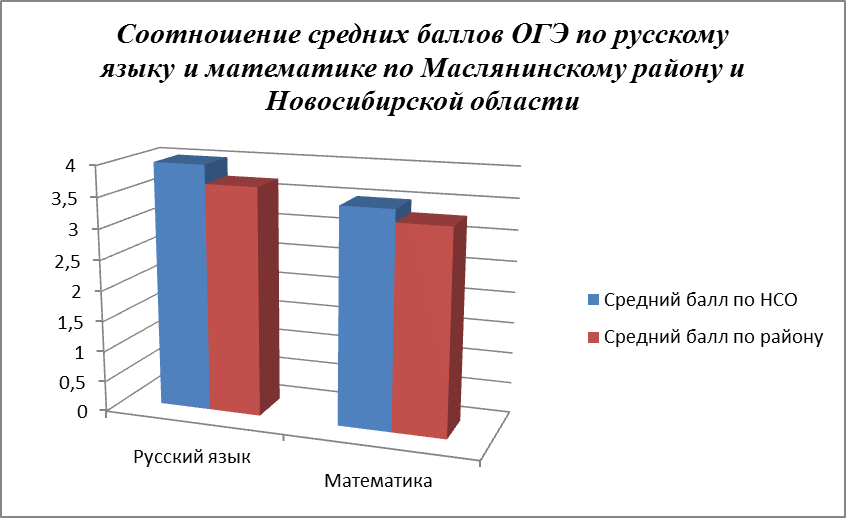 Соотношение средних баллов ОГЭ по русскому
языку и математике по Маслянинскому району и
Новосибирской области
4
3,5
3
2,5
2
1,5
1
0,5
0
Русский язык
Математика
Средний балл по НСО
Средний балл по району